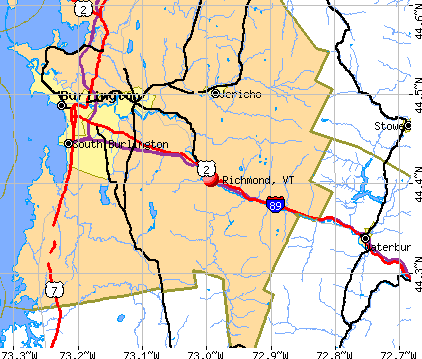 2
44.6°N
Jericho
Burlington
44.5°N
Stowe
South Burlington
2
Richmond, VT
44.4°N
89
Waterbur
44.3°N
7
73.3°W 73.2°W 73.1°W 73.0°W 72.9°W 72.8°W 72.7°W